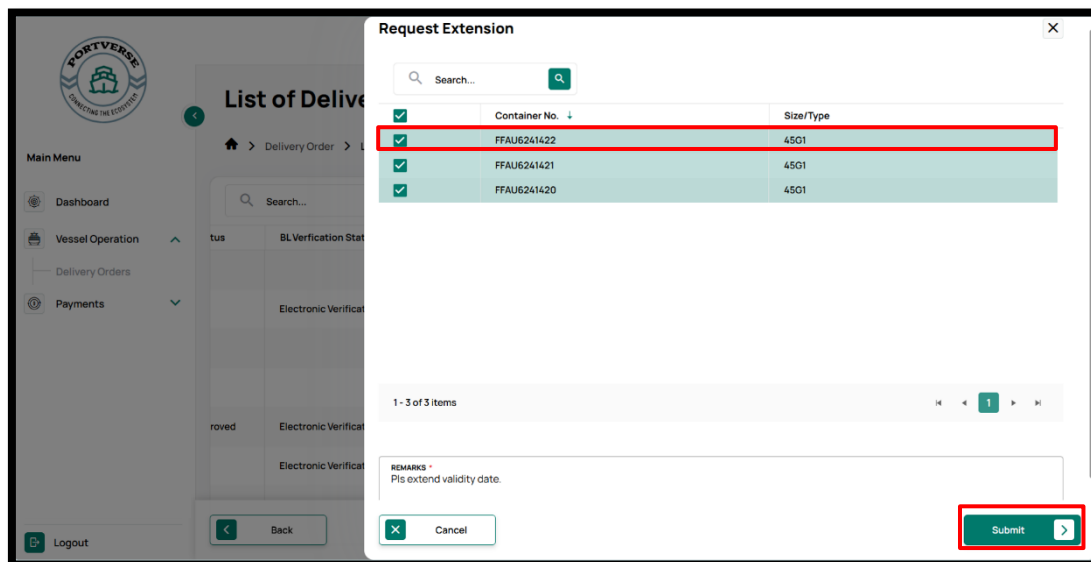 PORTVERSE
CONNECTING THE ECOSYSTEM
Main Menu
Dashboard
Vessel Operation
Delivery Orders
Payments
Logout
List of Delive
> Delivery Order > L
Search...
tus BL Verfication Stat
Electronic Verificat
roved Electronic Verificat
Electronic Verificat
Back
Request Extension
Search...
Container No. ↓ Size/Type
FFAU6241422 45G1
FFAU6241421 45G1
FFAU6241420 45G1
1 - 3 of 3 items
1
REMARKS *
Pls extend validity date.
Cancel
Submit